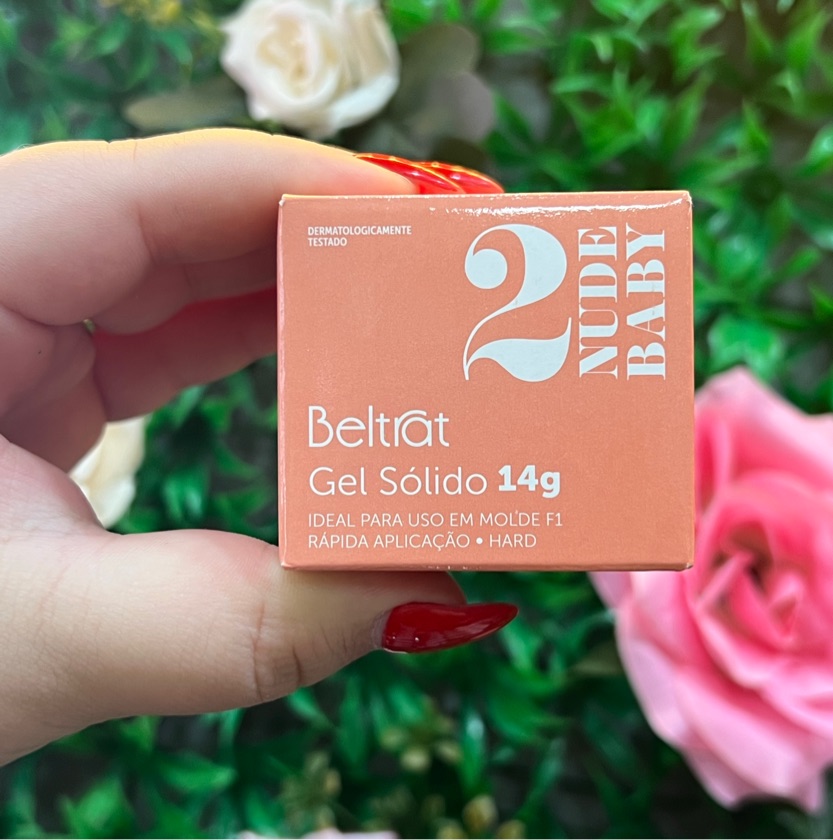 DERMATOLOGICAMENTE
TESTADO
2
NUDE
BABY
Beltrat
Gel Sólido 14g
IDEAL PARA USO EM MOLDE F1
RÁPIDA APLICAÇÃO • HARD